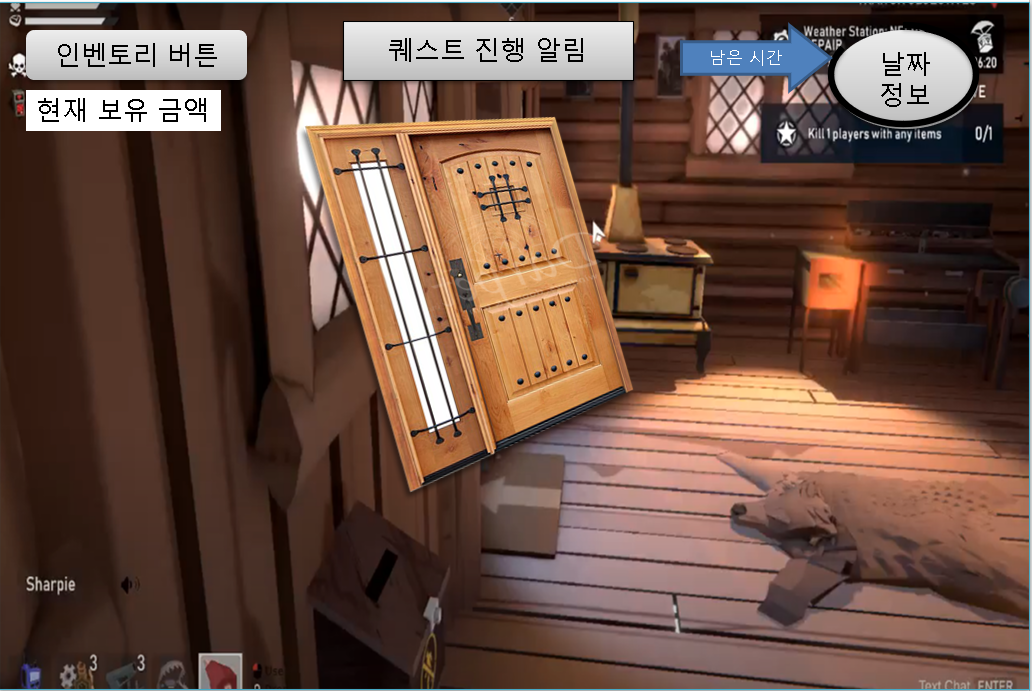 인벤토리 버튼
퀘스트 진행 알림
남은 시간
날짜
정보
현재 보유 금액
Weather Station:
REPAIR
6:20
Kill 1 players with any items 0/1
Sharpie
3
3
Use
Text Chat ENTER